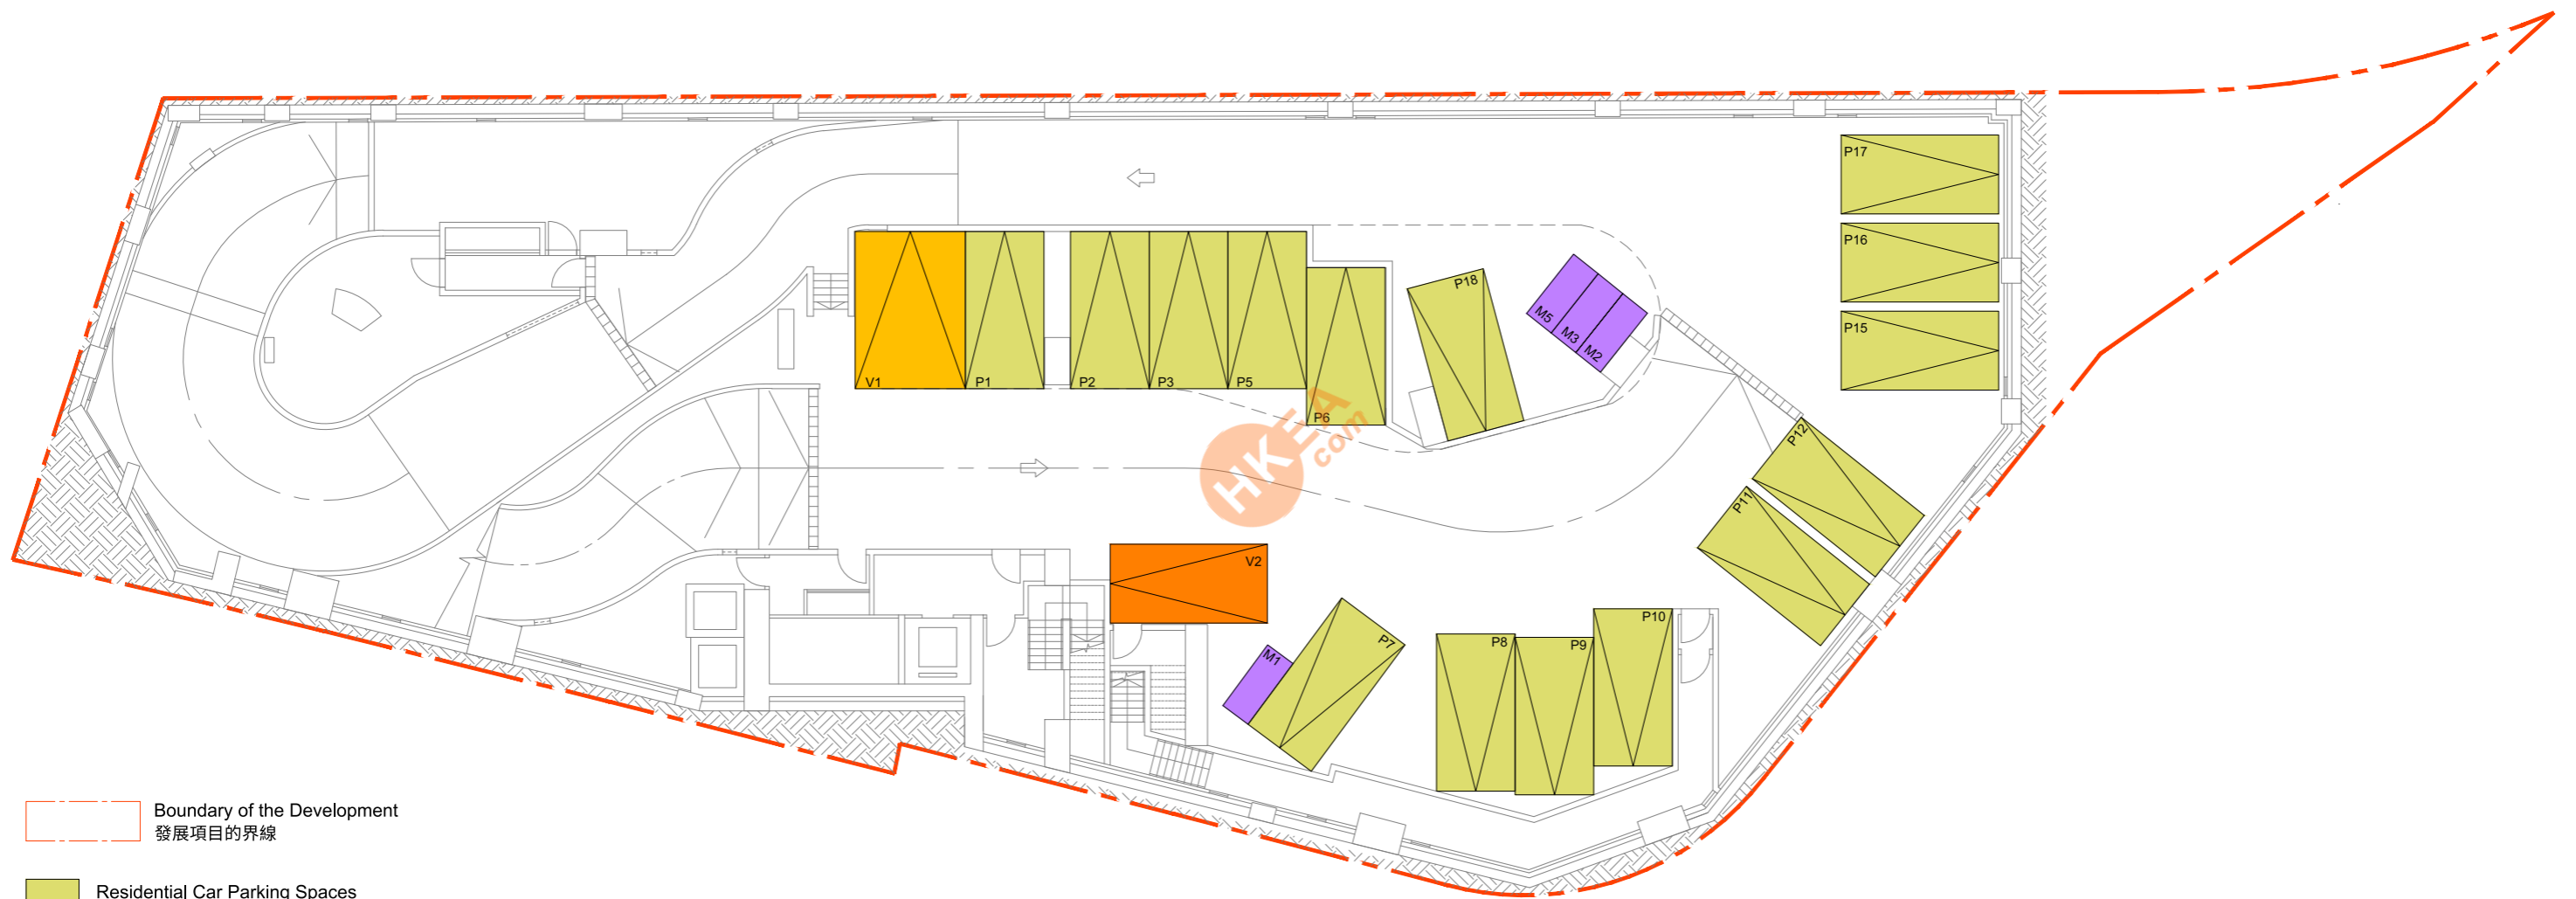 P17
P16
P15
P18
M5
M3
M2
V1
P1
P2
P3
P5
P6
HKEA
com
P12
P11
V2
M1
P7
P8
P9
P10
Boundary of the Development
發展項目的界線
Residential Car Parking Spaces